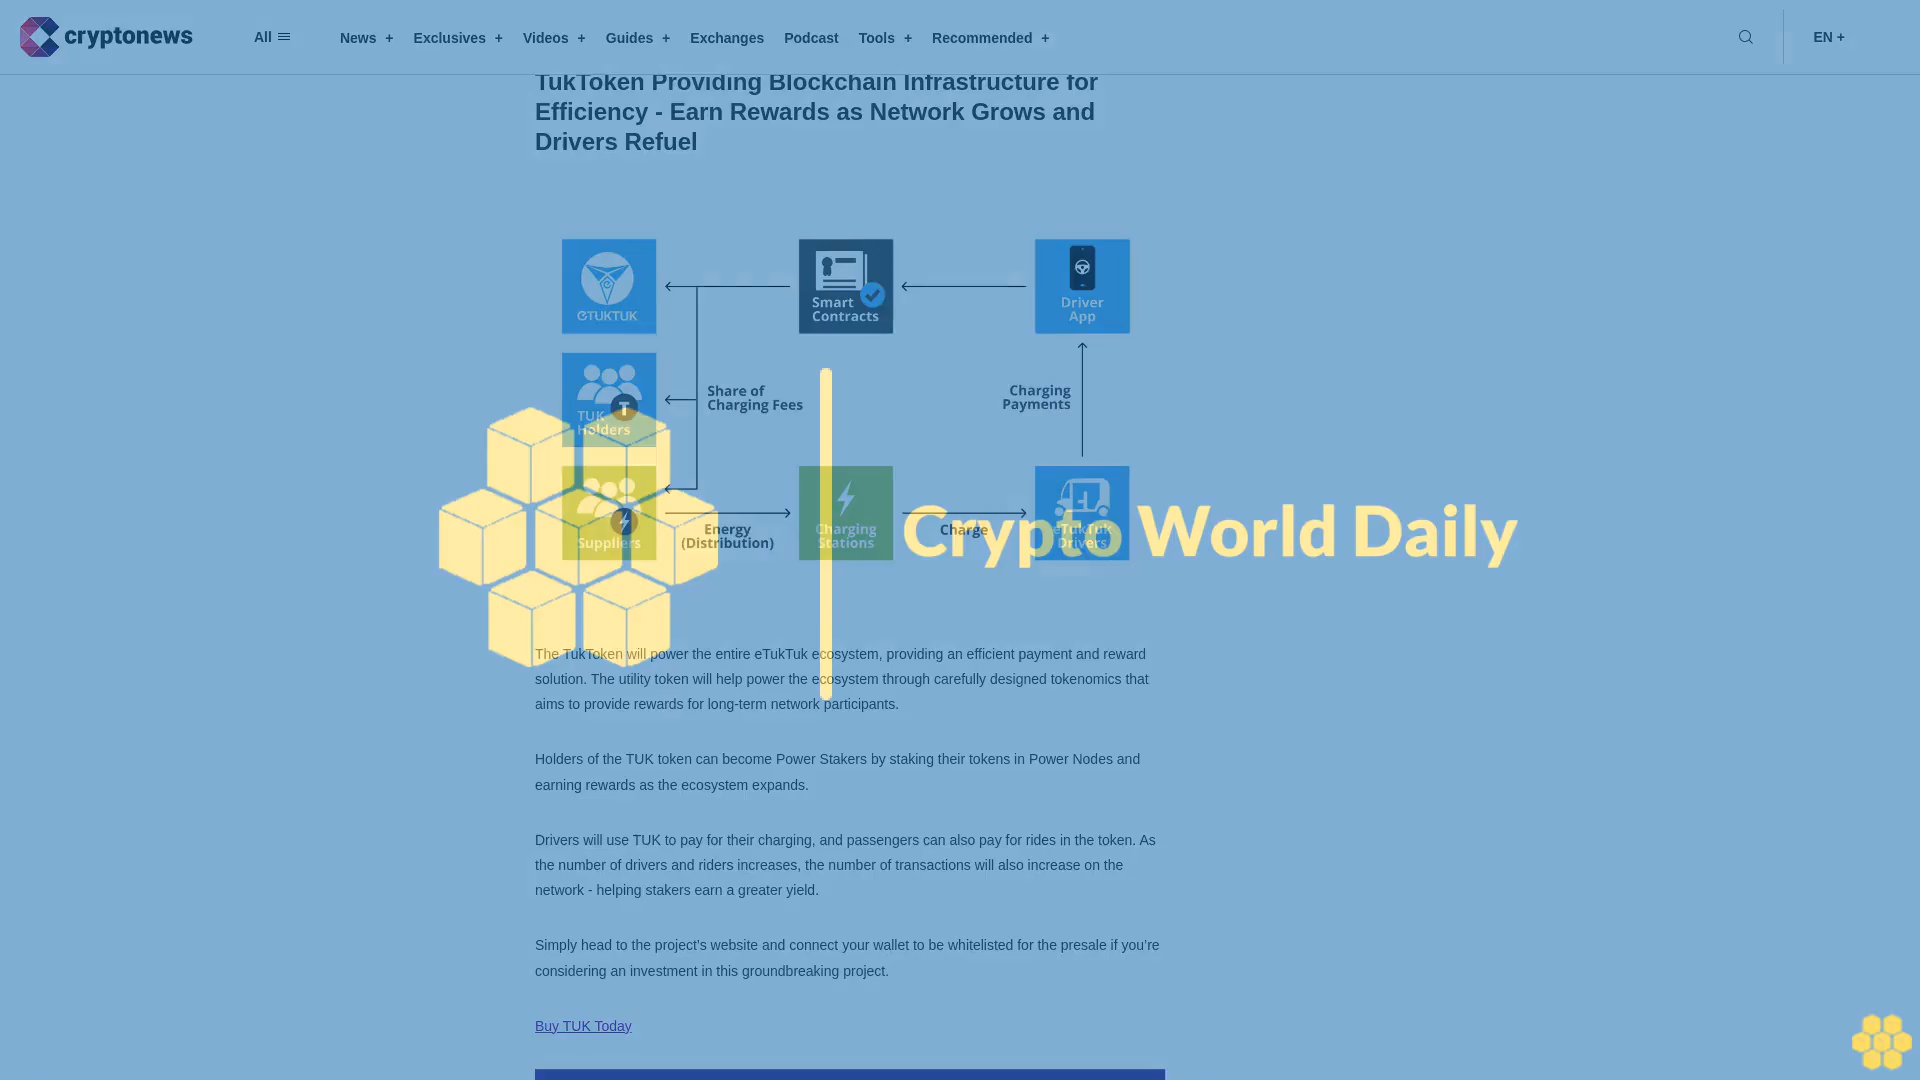 cryptonews
All
News +
Exclusives +
Videos +
Guides +
Exchanges
Podcast
Tools +
Recommended +
EN +
TukToken Providing Blockchain Infrastructure for
Efficiency - Earn Rewards as Network Grows and
Drivers Refuel
eTUKTUK
Smart
Contracts
Driver
App
TUK
Holders
Share of
Charging Fees
Charging
Payments
Suppliers
Energy
(Distribution)
Charging
Stations
Charge
eTukTuk
Drivers
Crypto World Daily
The TukToken will power the entire eTukTuk ecosystem, providing an efficient payment and reward
solution. The utility token will help power the ecosystem through carefully designed tokenomics that
aims to provide rewards for long-term network participants.
Holders of the TUK token can become Power Stakers by staking their tokens in Power Nodes and
earning rewards as the ecosystem expands.
Drivers will use TUK to pay for their charging, and passengers can also pay for rides in the token. As
the number of drivers and riders increases, the number of transactions will also increase on the
network - helping stakers earn a greater yield.
Simply head to the project’s website and connect your wallet to be whitelisted for the presale if you’re
considering an investment in this groundbreaking project.
Buy TUK Today